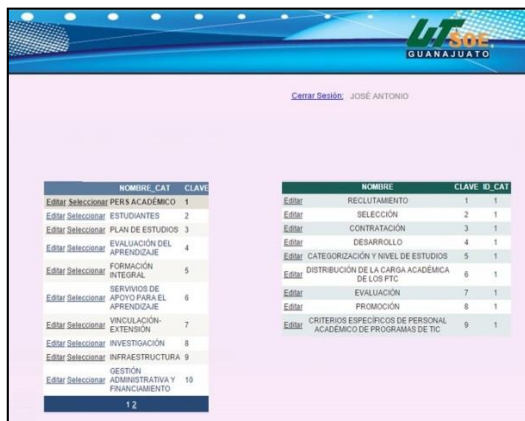 UTSOE.
GUANAJUATO
Cerrar Sesión: JOSÉ ANTONIO
NOMBRE_CAT CLAVE
Editar Seleccionar PERS ACADÉMICO 1
Editar Seleccionar ESTUDIANTES 2
Editar Seleccionar PLAN DE ESTUDIOS 3
Editar Seleccionar EVALUACIÓN DEL APRENDIZAJE 4
Editar Seleccionar FORMACIÓN INTEGRAL 5
Editar Seleccionar SERVIVIOS DE APOYO PARA EL APRENDIZAJE 6
Editar Seleccionar VINCULACIÓN-EXTENSIÓN 7
Editar Seleccionar INVESTIGACIÓN 8
Editar Seleccionar INFRAESTRUCTURA 9
Editar Seleccionar GESTIÓN ADMINISTRATIVA Y FINANCIAMIENTO 10
1 2
NOMBRE CLAVE ID_CAT
Editar RECLUTAMIENTO 1 1
Editar SELECCIÓN 2 1
Editar CONTRATACIÓN 3 1
Editar DESARROLLO 4 1
Editar CATEGORIZACIÓN Y NIVEL DE ESTUDIOS 5 1
Editar DISTRIBUCIÓN DE LA CARGA ACADÉMICA DE LOS PTC 6 1
Editar EVALUACIÓN 7 1
Editar PROMOCIÓN 8 1
Editar CRITERIOS ESPECÍFICOS DE PERSONAL ACADÉMICO DE PROGRAMAS DE TIC 9 1